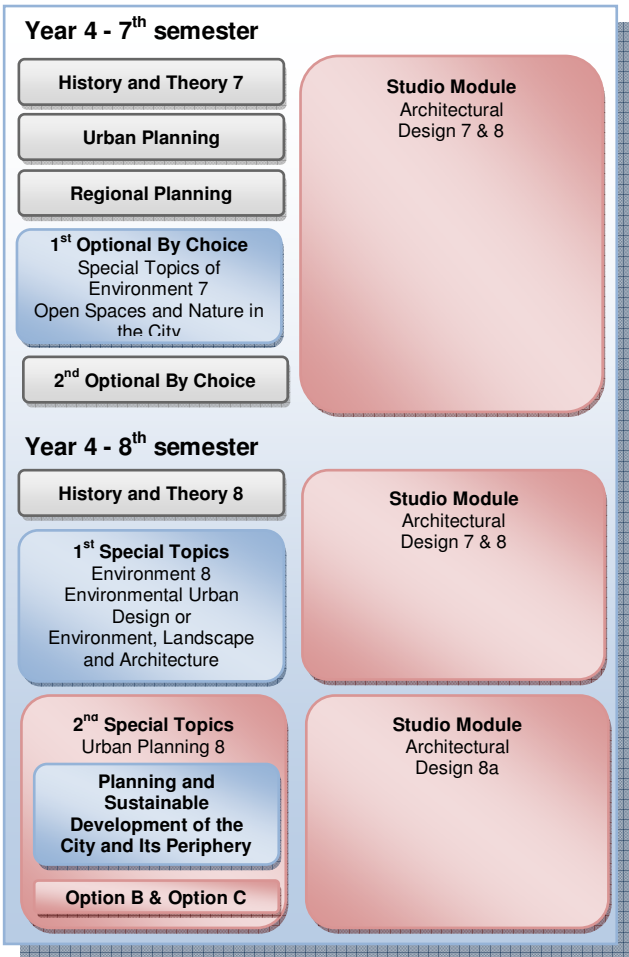 Year 4 - 7th semester
History and Theory 7
Urban Planning
Regional Planning
1st Optional By Choice
Special Topics of
Environment 7
Open Spaces and Nature in
the City
2nd Optional By Choice
Studio Module
Architectural
Design 7 & 8
Year 4 - 8th semester
History and Theory 8
1st Special Topics
Environment 8
Environmental Urban
Design or
Environment, Landscape
and Architecture
Studio Module
Architectural
Design 7 & 8
2nd Special Topics
Urban Planning 8
Planning and
Sustainable
Development of the
City and Its Periphery
Option B & Option C
Studio Module
Architectural
Design 8a